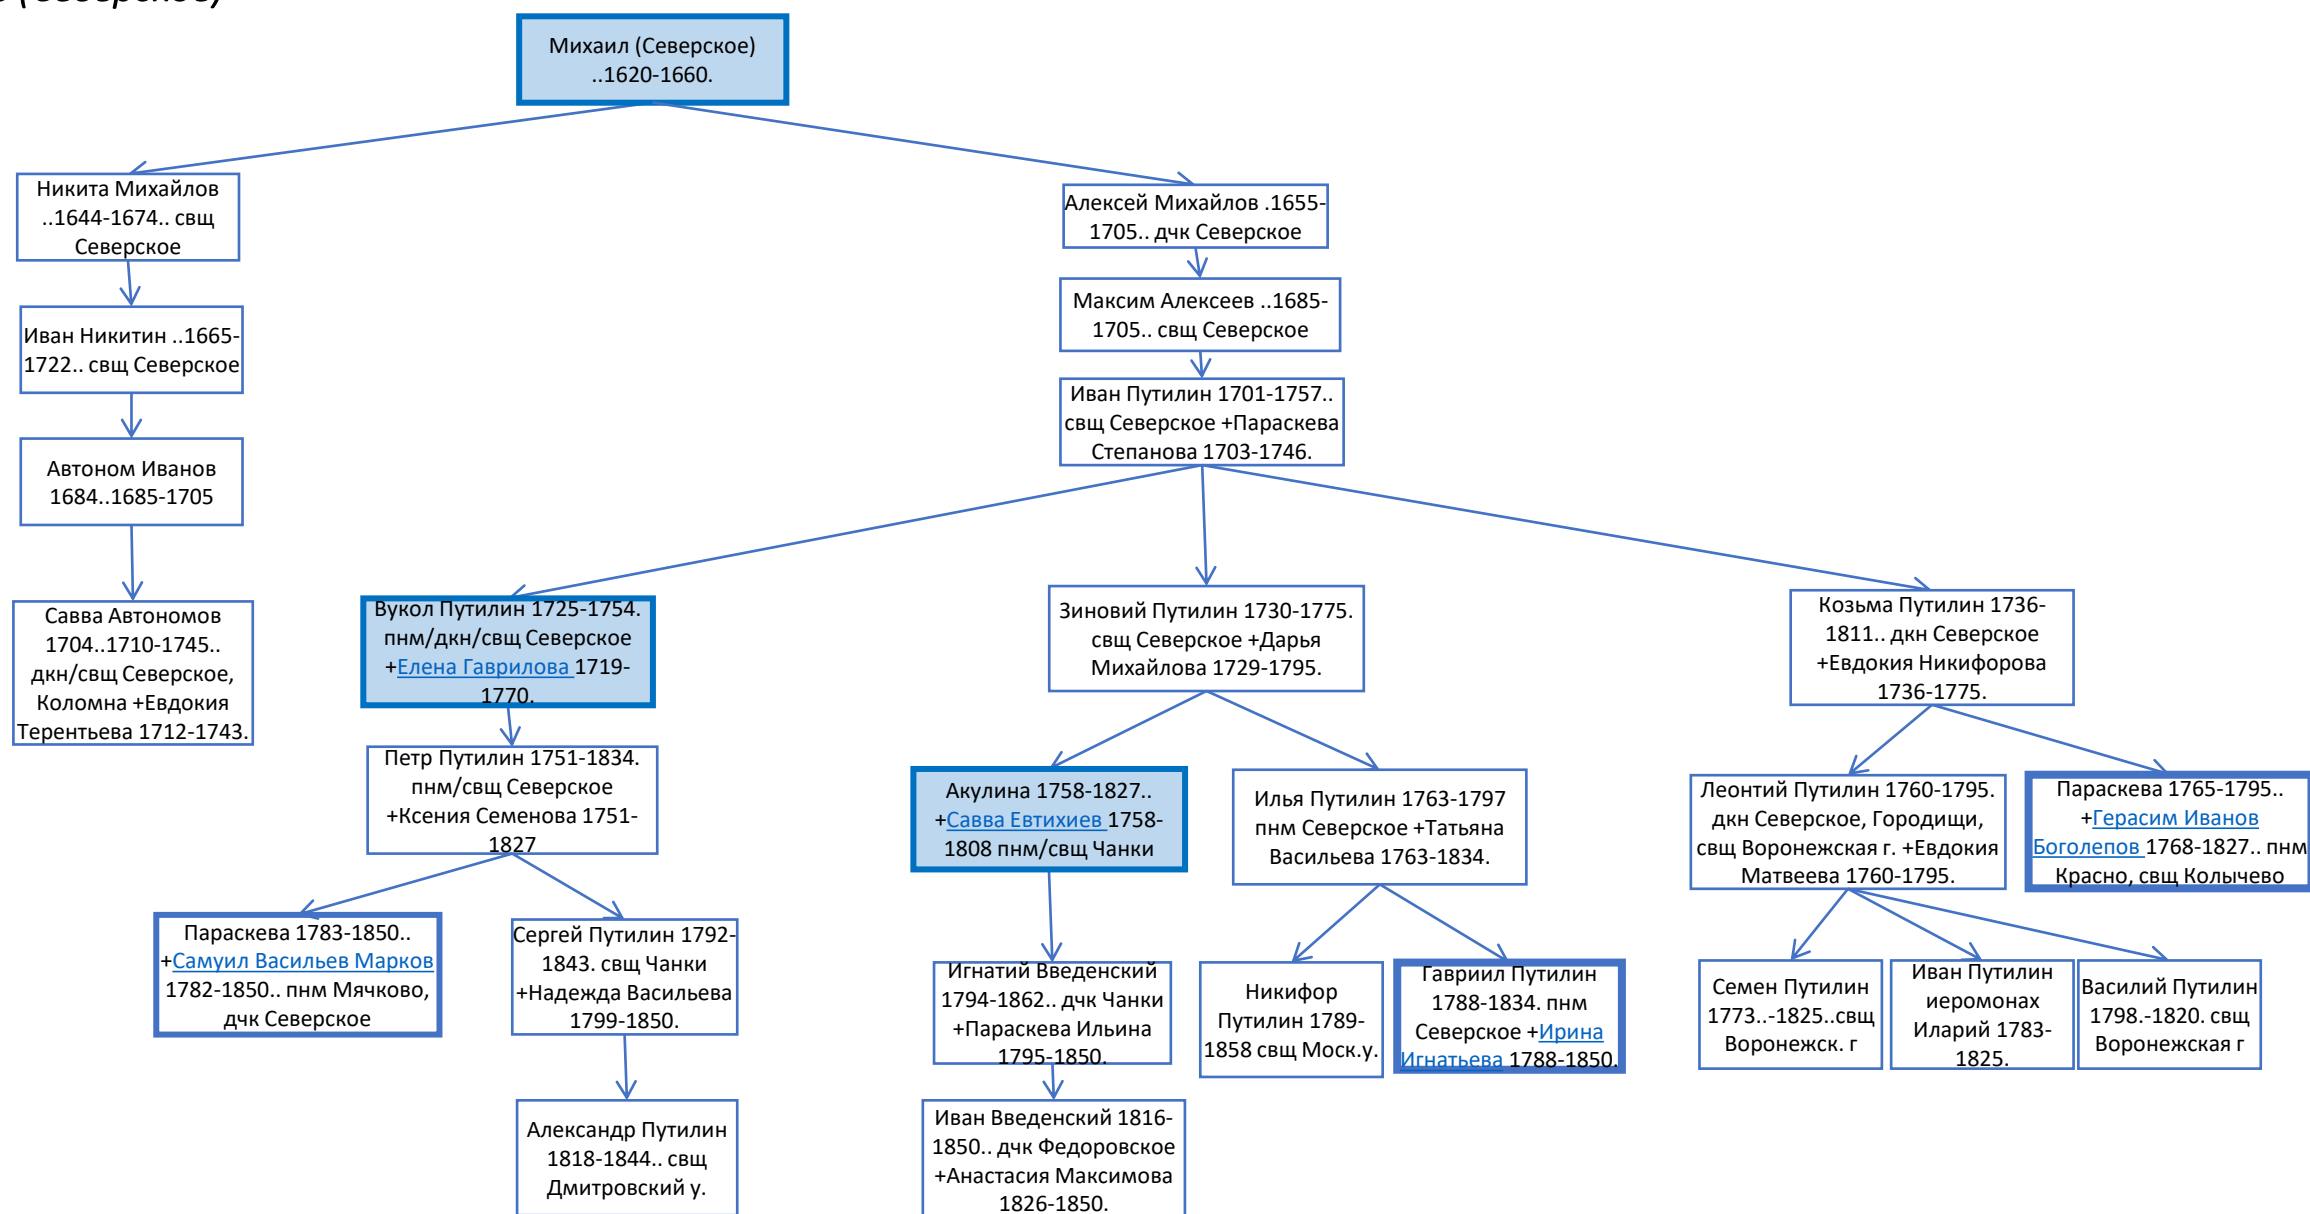 (Северское)
Михаил (Северское)
..1620-1660.
Никита Михайлов
..1644-1674.. свщ
Северское
Алексей Михайлов .1655-
1705.. дчк Северское
Иван Никитин ..1665-
1722.. свщ Северское
Максим Алексеев ..1685-
1705.. свщ Северское
Автоном Иванов
1684..1685-1705
Иван Путилин 1701-1757..
свщ Северское +Параскева
Степанова 1703-1746.
Савва Автономов
1704..1710-1745..
дкн/свщ Северское,
Коломна +Евдокия
Терентьева 1712-1743.
Вукол Путилин 1725-1754.
пнм/дкн/свщ Северское
+Елена Гаврилова 1719-
1770.
Зиновий Путилин 1730-1775.
свщ Северское +Дарья
Михайлова 1729-1795.
Козьма Путилин 1736-
1811.. дкн Северское
+Евдокия Никифорова
1736-1775.
Петр Путилин 1751-1834.
пнм/свщ Северское
+Ксения Семенова 1751-
1827
Акулина 1758-1827..
+Савва Евтихиев 1758-
1808 пнм/свщ Чанки
Илья Путилин 1763-1797
пнм Северское +Татьяна
Васильева 1763-1834.
Леонтий Путилин 1760-1795.
дкн Северское, Городищи,
свщ Воронежская г. +Евдокия
Матвеева 1760-1795.
Параскева 1765-1795..
+Герасим Иванов
Боголепов 1768-1827.. пнм
Красно, свщ Колычево
Параскева 1783-1850..
+Самуил Васильев Марков
1782-1850.. пнм Мячково,
дчк Северское
Сергей Путилин 1792-
1843. свщ Чанки
+Надежда Васильева
1799-1850.
Игнатий Введенский
1794-1862.. дчк Чанки
+Параскева Ильина
1795-1850.
Никифор
Путилин 1789-
1858 свщ Моск.у.
Гавриил Путилин
1788-1834. пнм
Северское +Ирина
Игнатьева 1788-1850.
Семен Путилин
1773..-1825..свщ
Воронежск. г
Иван Путилин
иеромонах
Иларий 1783-
1825.
Василий Путилин
1798.-1820. свщ
Воронежская г
Александр Путилин
1818-1844.. свщ
Дмитровский у.
Иван Введенский 1816-
1850.. дчк Федоровское
+Анастасия Максимова
1826-1850.